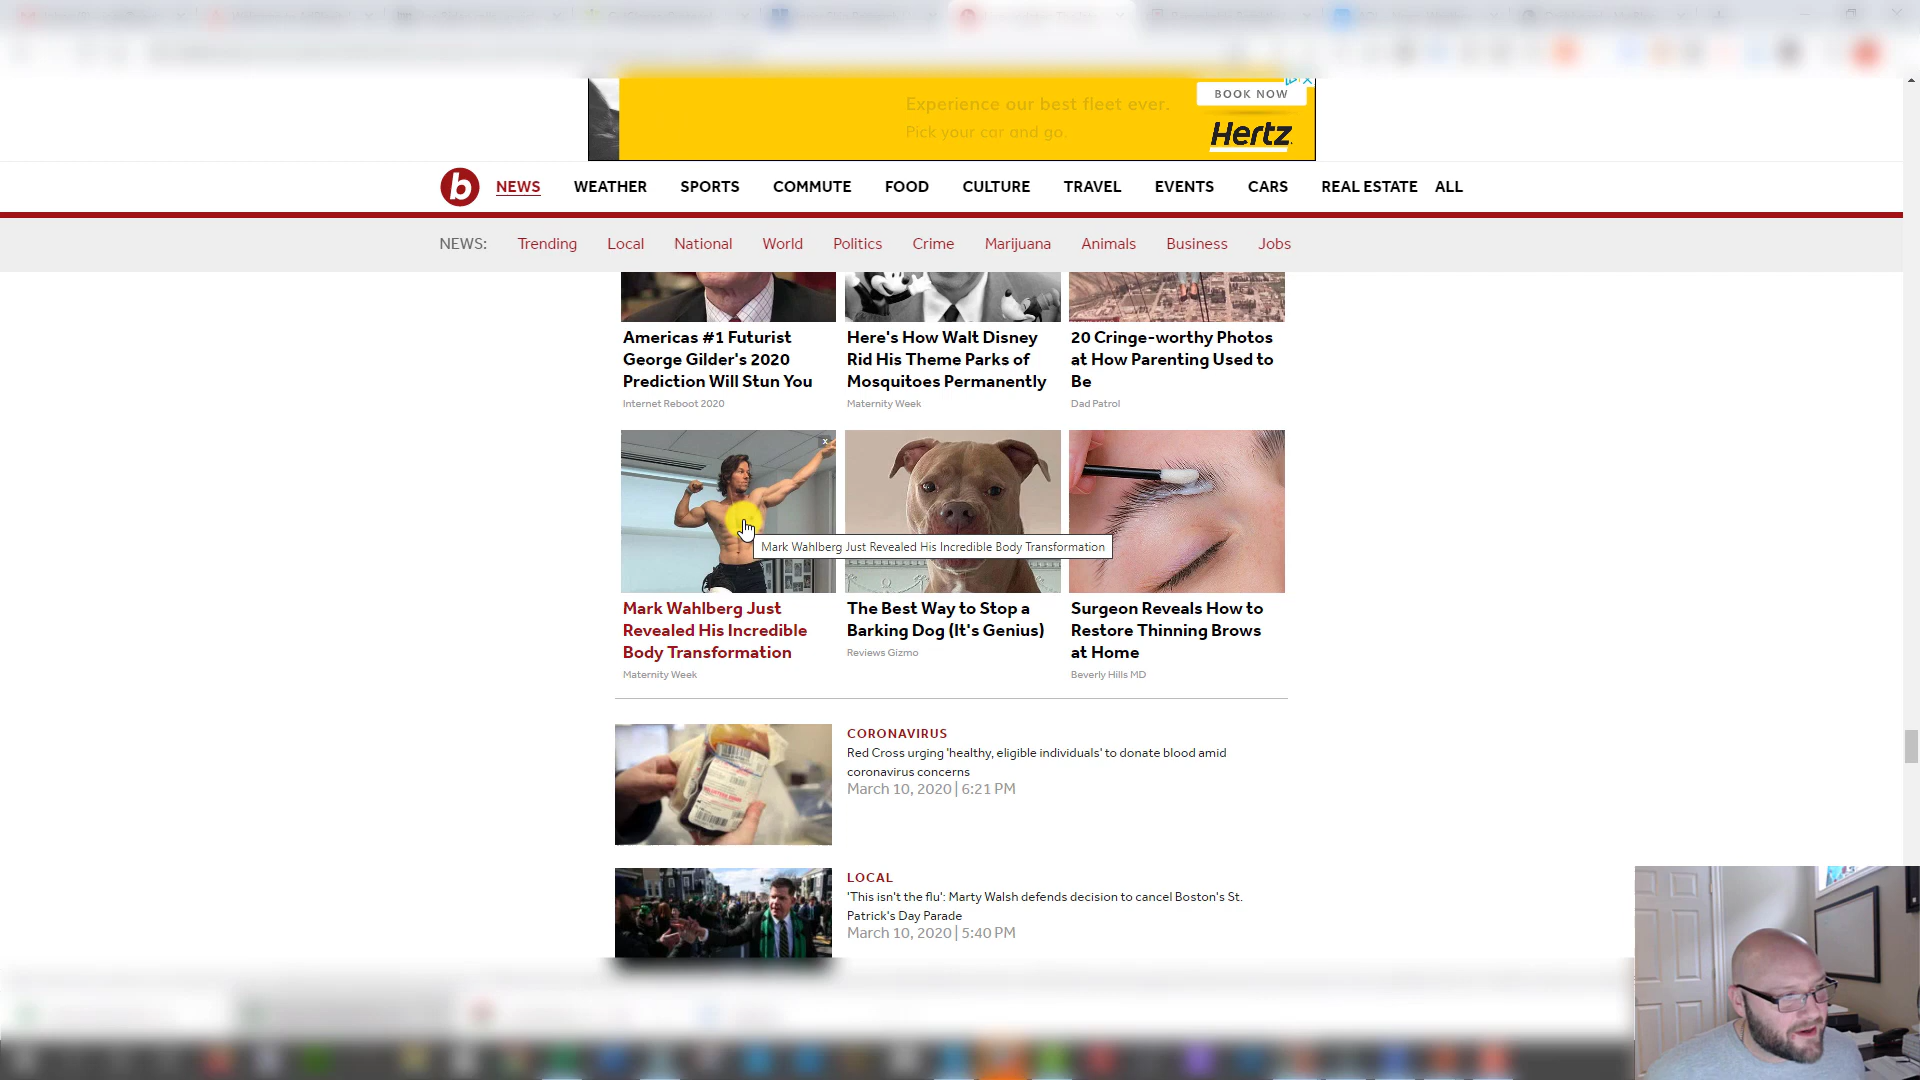 Experience our best fleet ever.
Pick your car and go.
BOOK NOW
Hertz
b NEWS WEATHER SPORTS COMMUTE FOOD CULTURE TRAVEL EVENTS CARS REAL ESTATE ALL
NEWS: Trending Local National World Politics Crime Marijuana Animals Business Jobs
Americas #1 Futurist
George Gilder's 2020
Prediction Will Stun You
Internet Reboot 2020
Here's How Walt Disney
Rid His Theme Parks of
Mosquitoes Permanently
Maternity Week
20 Cringe-worthy Photos
at How Parenting Used to
Be
Dad Patrol
x
Mark Wahlberg Just Revealed His Incredible Body Transformation
Mark Wahlberg Just
Revealed His Incredible
Body Transformation
Maternity Week
The Best Way to Stop a
Barking Dog (It's Genius)
Reviews Gizmo
Surgeon Reveals How to
Restore Thinning Brows
at Home
Beverly Hills MD
CORONAVIRUS
Red Cross urging 'healthy, eligible individuals' to donate blood amid
coronavirus concerns
March 10, 2020 | 6:21 PM
LOCAL
'This isn't the flu': Marty Walsh defends decision to cancel Boston's St.
Patrick's Day Parade
March 10, 2020 | 5:40 PM